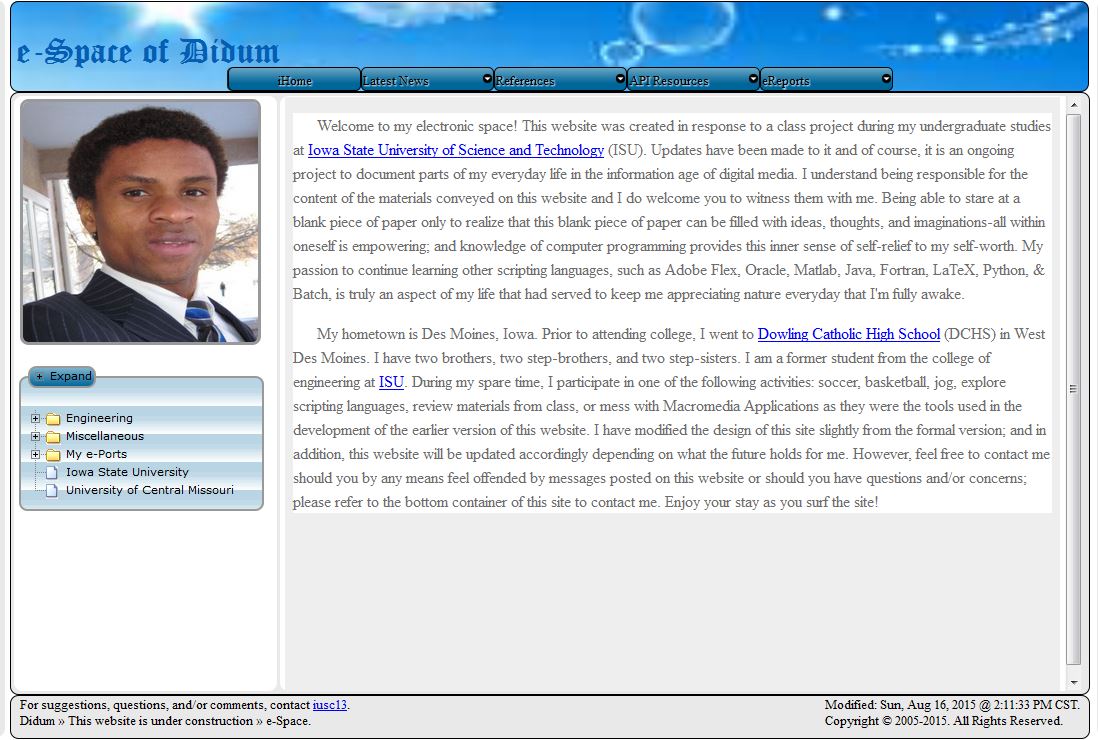 e-Space of Didum
iHome Latest News References API Resources eReports
Welcome to my electronic space! This website was created in response to a class project during my undergraduate studies
at Iowa State University of Science and Technology (ISU). Updates have been made to it and of course, it is an ongoing
project to document parts of my everyday life in the information age of digital media. I understand being responsible for the
content of the materials conveyed on this website and I do welcome you to witness them with me. Being able to stare at a
blank piece of paper only to realize that this blank piece of paper can be filled with ideas, thoughts, and imaginations-all within
oneself is empowering; and knowledge of computer programming provides this inner sense of self-relief to my self-worth. My
passion to continue learning other scripting languages, such as Adobe Flex, Oracle, Matlab, Java, Fortran, LaTeX, Python, &
Batch, is truly an aspect of my life that had served to keep me appreciating nature everyday that I'm fully awake.
My hometown is Des Moines, Iowa. Prior to attending college, I went to Dowling Catholic High School (DCHS) in West
Des Moines. I have two brothers, two step-brothers, and two step-sisters. I am a former student from the college of
engineering at ISU. During my spare time, I participate in one of the following activities: soccer, basketball, jog, explore
scripting languages, review materials from class, or mess with Macromedia Applications as they were the tools used in the
development of the earlier version of this website. I have modified the design of this site slightly from the formal version; and in
addition, this website will be updated accordingly depending on what the future holds for me. However, feel free to contact me
should you by any means feel offended by messages posted on this website or should you have questions and/or concerns;
please refer to the bottom container of this site to contact me. Enjoy your stay as you surf the site!
+ Expand
Engineering
Miscellaneous
My e-Ports
Iowa State University
University of Central Missouri
For suggestions, questions, and/or comments, contact iusc13.
Didum » This website is under construction » e-Space.
Modified: Sun, Aug 16, 2015 @ 2:11:33 PM CST.
Copyright © 2005-2015. All Rights Reserved.